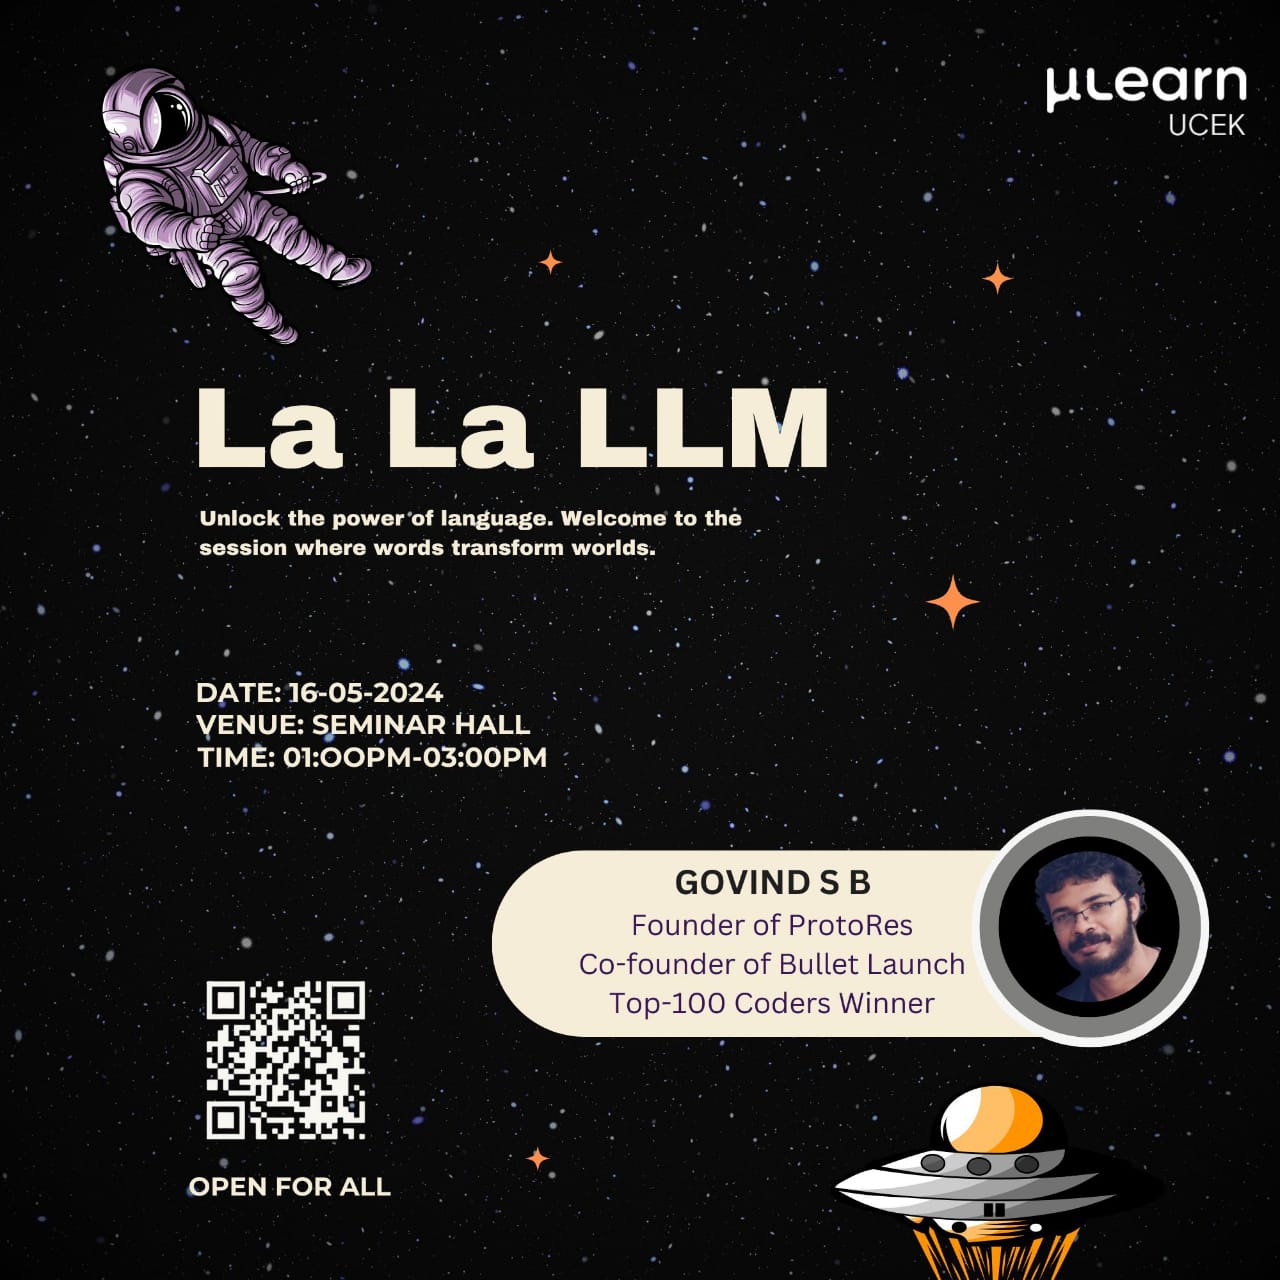 µLearn
UCEK
La La LLM
Unlock the power of language. Welcome to the
session where words transform worlds.
DATE: 16-05-2024
VENUE: SEMINAR HALL
TIME: 01:OOPM-03:00PM
GOVIND S B
Founder of ProtoRes
Co-founder of Bullet Launch
Top-100 Coders Winner
OPEN FOR ALL